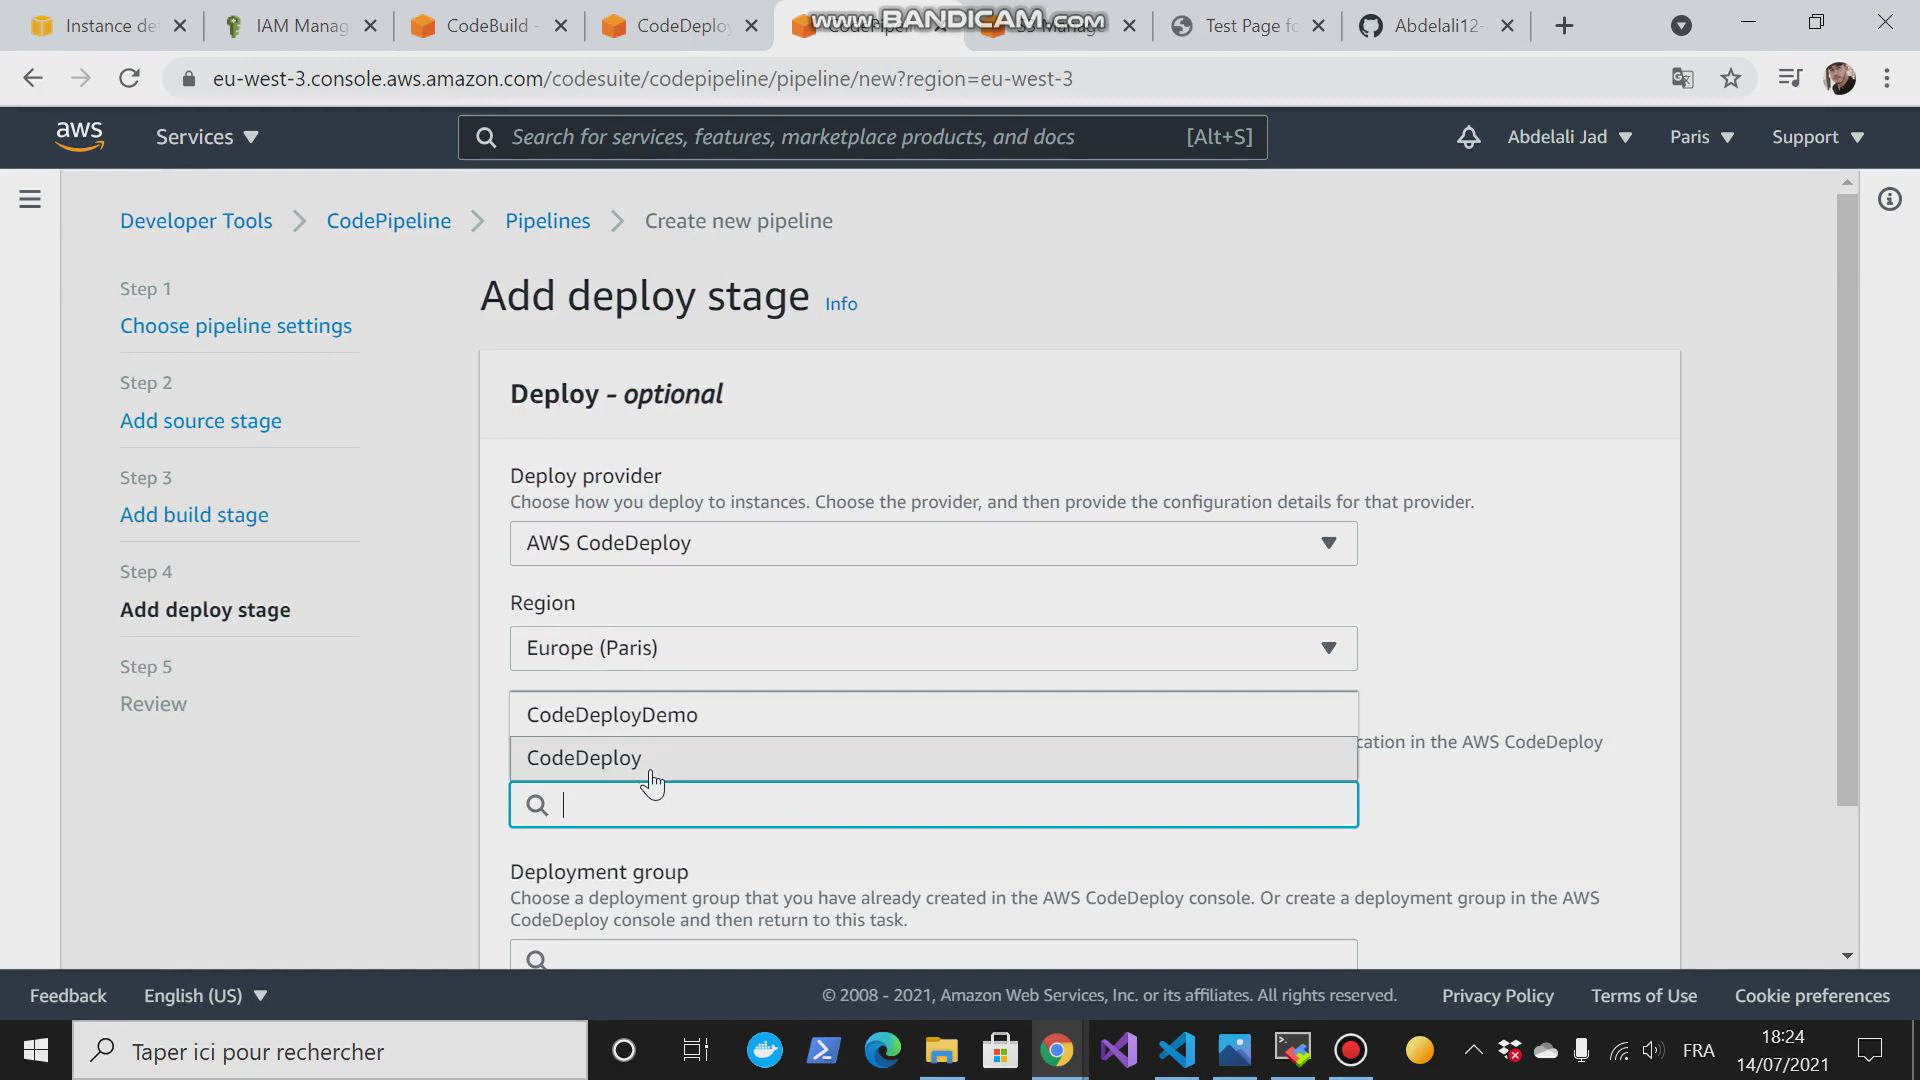 Instance de
IAM Manag
CodeBuild -
CodeDeploy
CodePipeli
S3 Manage
Test Page fo
Abdelali12-
www.BANDICAM.com
eu-west-3.console.aws.amazon.com/codesuite/codepipeline/pipeline/new?region=eu-west-3
aws
Services
Search for services, features, marketplace products, and docs
[Alt+S]
Abdelali Jad
Paris
Support
Developer Tools
CodePipeline
Pipelines
Create new pipeline
Step 1
Choose pipeline settings
Step 2
Add source stage
Step 3
Add build stage
Step 4
Add deploy stage
Step 5
Review
Add deploy stage Info
Deploy - optional
Deploy provider
Choose how you deploy to instances. Choose the provider, and then provide the configuration details for that provider.
AWS CodeDeploy
Region
Europe (Paris)
CodeDeployDemo
cation in the AWS CodeDeploy
CodeDeploy
Deployment group
Choose a deployment group that you have already created in the AWS CodeDeploy console. Or create a deployment group in the AWS
CodeDeploy console and then return to this task.
Feedback
English (US)
© 2008 - 2021, Amazon Web Services, Inc. or its affiliates. All rights reserved.
Privacy Policy
Terms of Use
Cookie preferences
Taper ici pour rechercher
FRA
18:24
14/07/2021